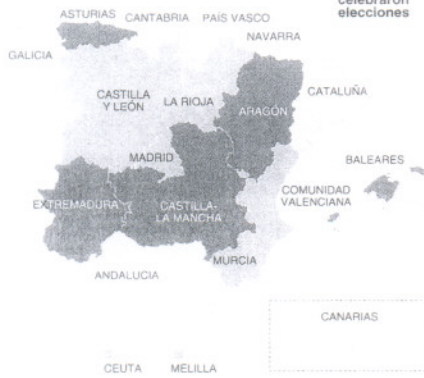 celebraron
elecciones
ASTURIAS
CANTABRIA
PAÍS VASCO
NAVARRA
GALICIA
CASTILLA
Y LEÓN
LA RIOJA
ARAGÓN
CATALUÑA
MADRID
BALEARES
EXTREMADURA
CASTILLA-
LA MANCHA
COMUNIDAD
VALENCIANA
ANDALUCIA
MURCIA
CANARIAS
CEUTA
MELILLA